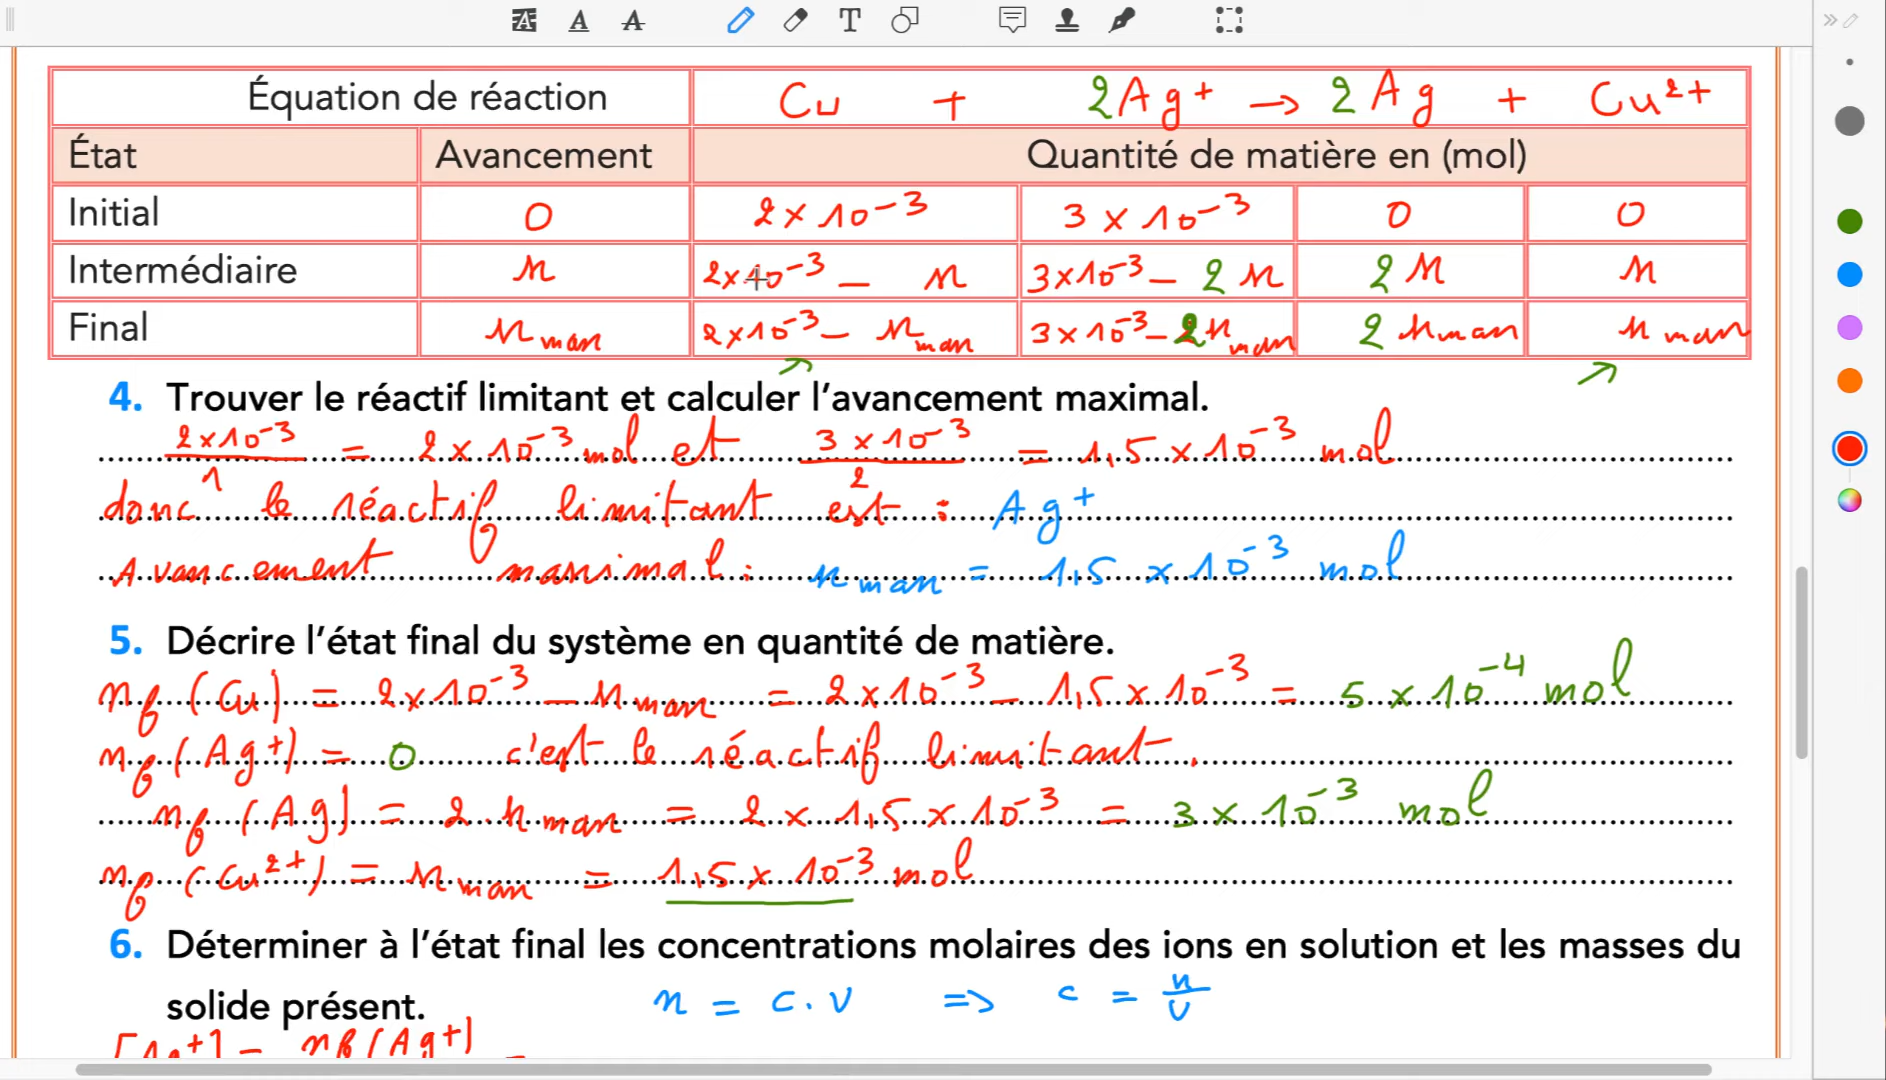 Équation de réaction Cu + 2Ag⁺ → 2Ag + Cu²⁺
État Avancement Quantité de matière en (mol)
Initial 0 2×10⁻³ 3×10⁻³ 0 0
Intermédiaire x 2×10⁻³ - x 3×10⁻³ - 2x 2x x
Final xmax 2×10⁻³ - xmax 3×10⁻³ - 2xmax 2xmax xmax
4. Trouver le réactif limitant et calculer l'avancement maximal.
2×10⁻³/1 = 2×10⁻³ mol et 3×10⁻³/2 = 1,5×10⁻³ mol
donc le réactif limitant est : Ag⁺
Avancement maximal : xmax = 1,5×10⁻³ mol
5. Décrire l'état final du système en quantité de matière.
nf(Cu) = 2×10⁻³ - xmax = 2×10⁻³ - 1,5×10⁻³ = 5×10⁻⁴ mol
nf(Ag⁺) = 0 c'est le réactif limitant.
nf(Ag) = 2.xmax = 2×1,5×10⁻³ = 3×10⁻³ mol
nf(Cu²⁺) = xmax = 1,5×10⁻³ mol
6. Déterminer à l'état final les concentrations molaires des ions en solution et les masses du
solide présent. n = c.v => c = n/v
[Ag⁺] = nf(Ag⁺) =